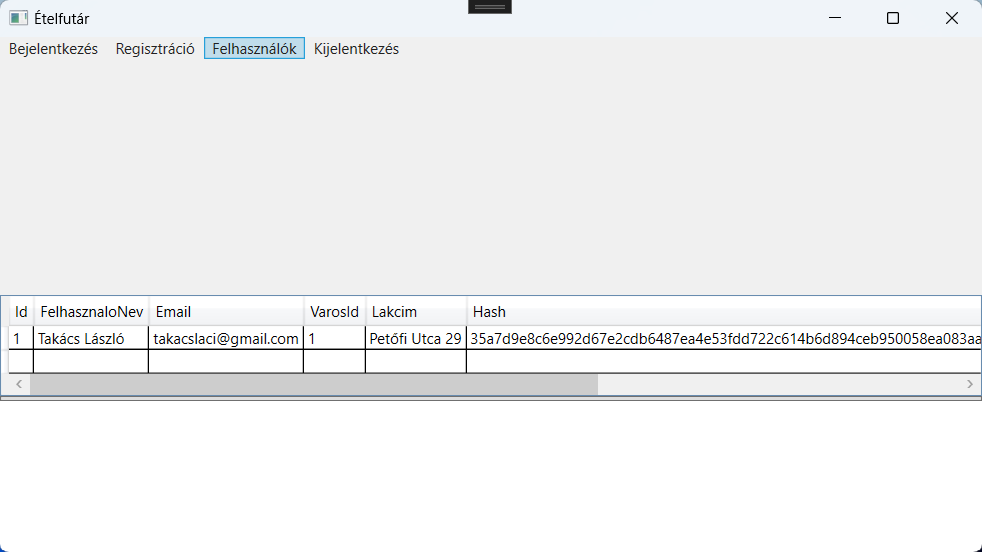 Ételfutár
Bejelentkezés Regisztráció Felhasználók Kijelentkezés
Id FelhasznaloNev Email VarosId Lakcim Hash
1 Takács László takacslaci@gmail.com 1 Petőfi Utca 29 35a7d9e8c6e992d67e2cdb6487ea4e53fdd722c614b6d894ceb950058ea083aa